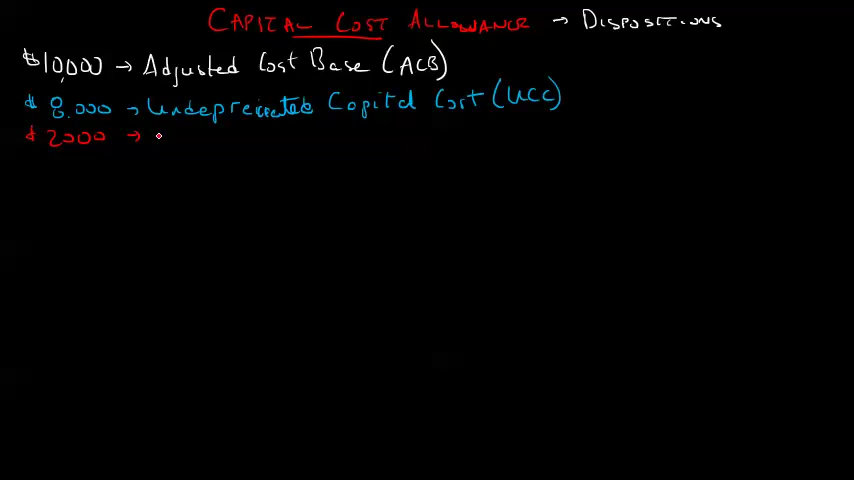 CAPITAL COST ALLOWANCE → DISPOSITIONS
$10,000 → Adjusted Cost Base (ACB)
$ 8,000 → Undepreciated Capital Cost (UCC)
$ 2000 →